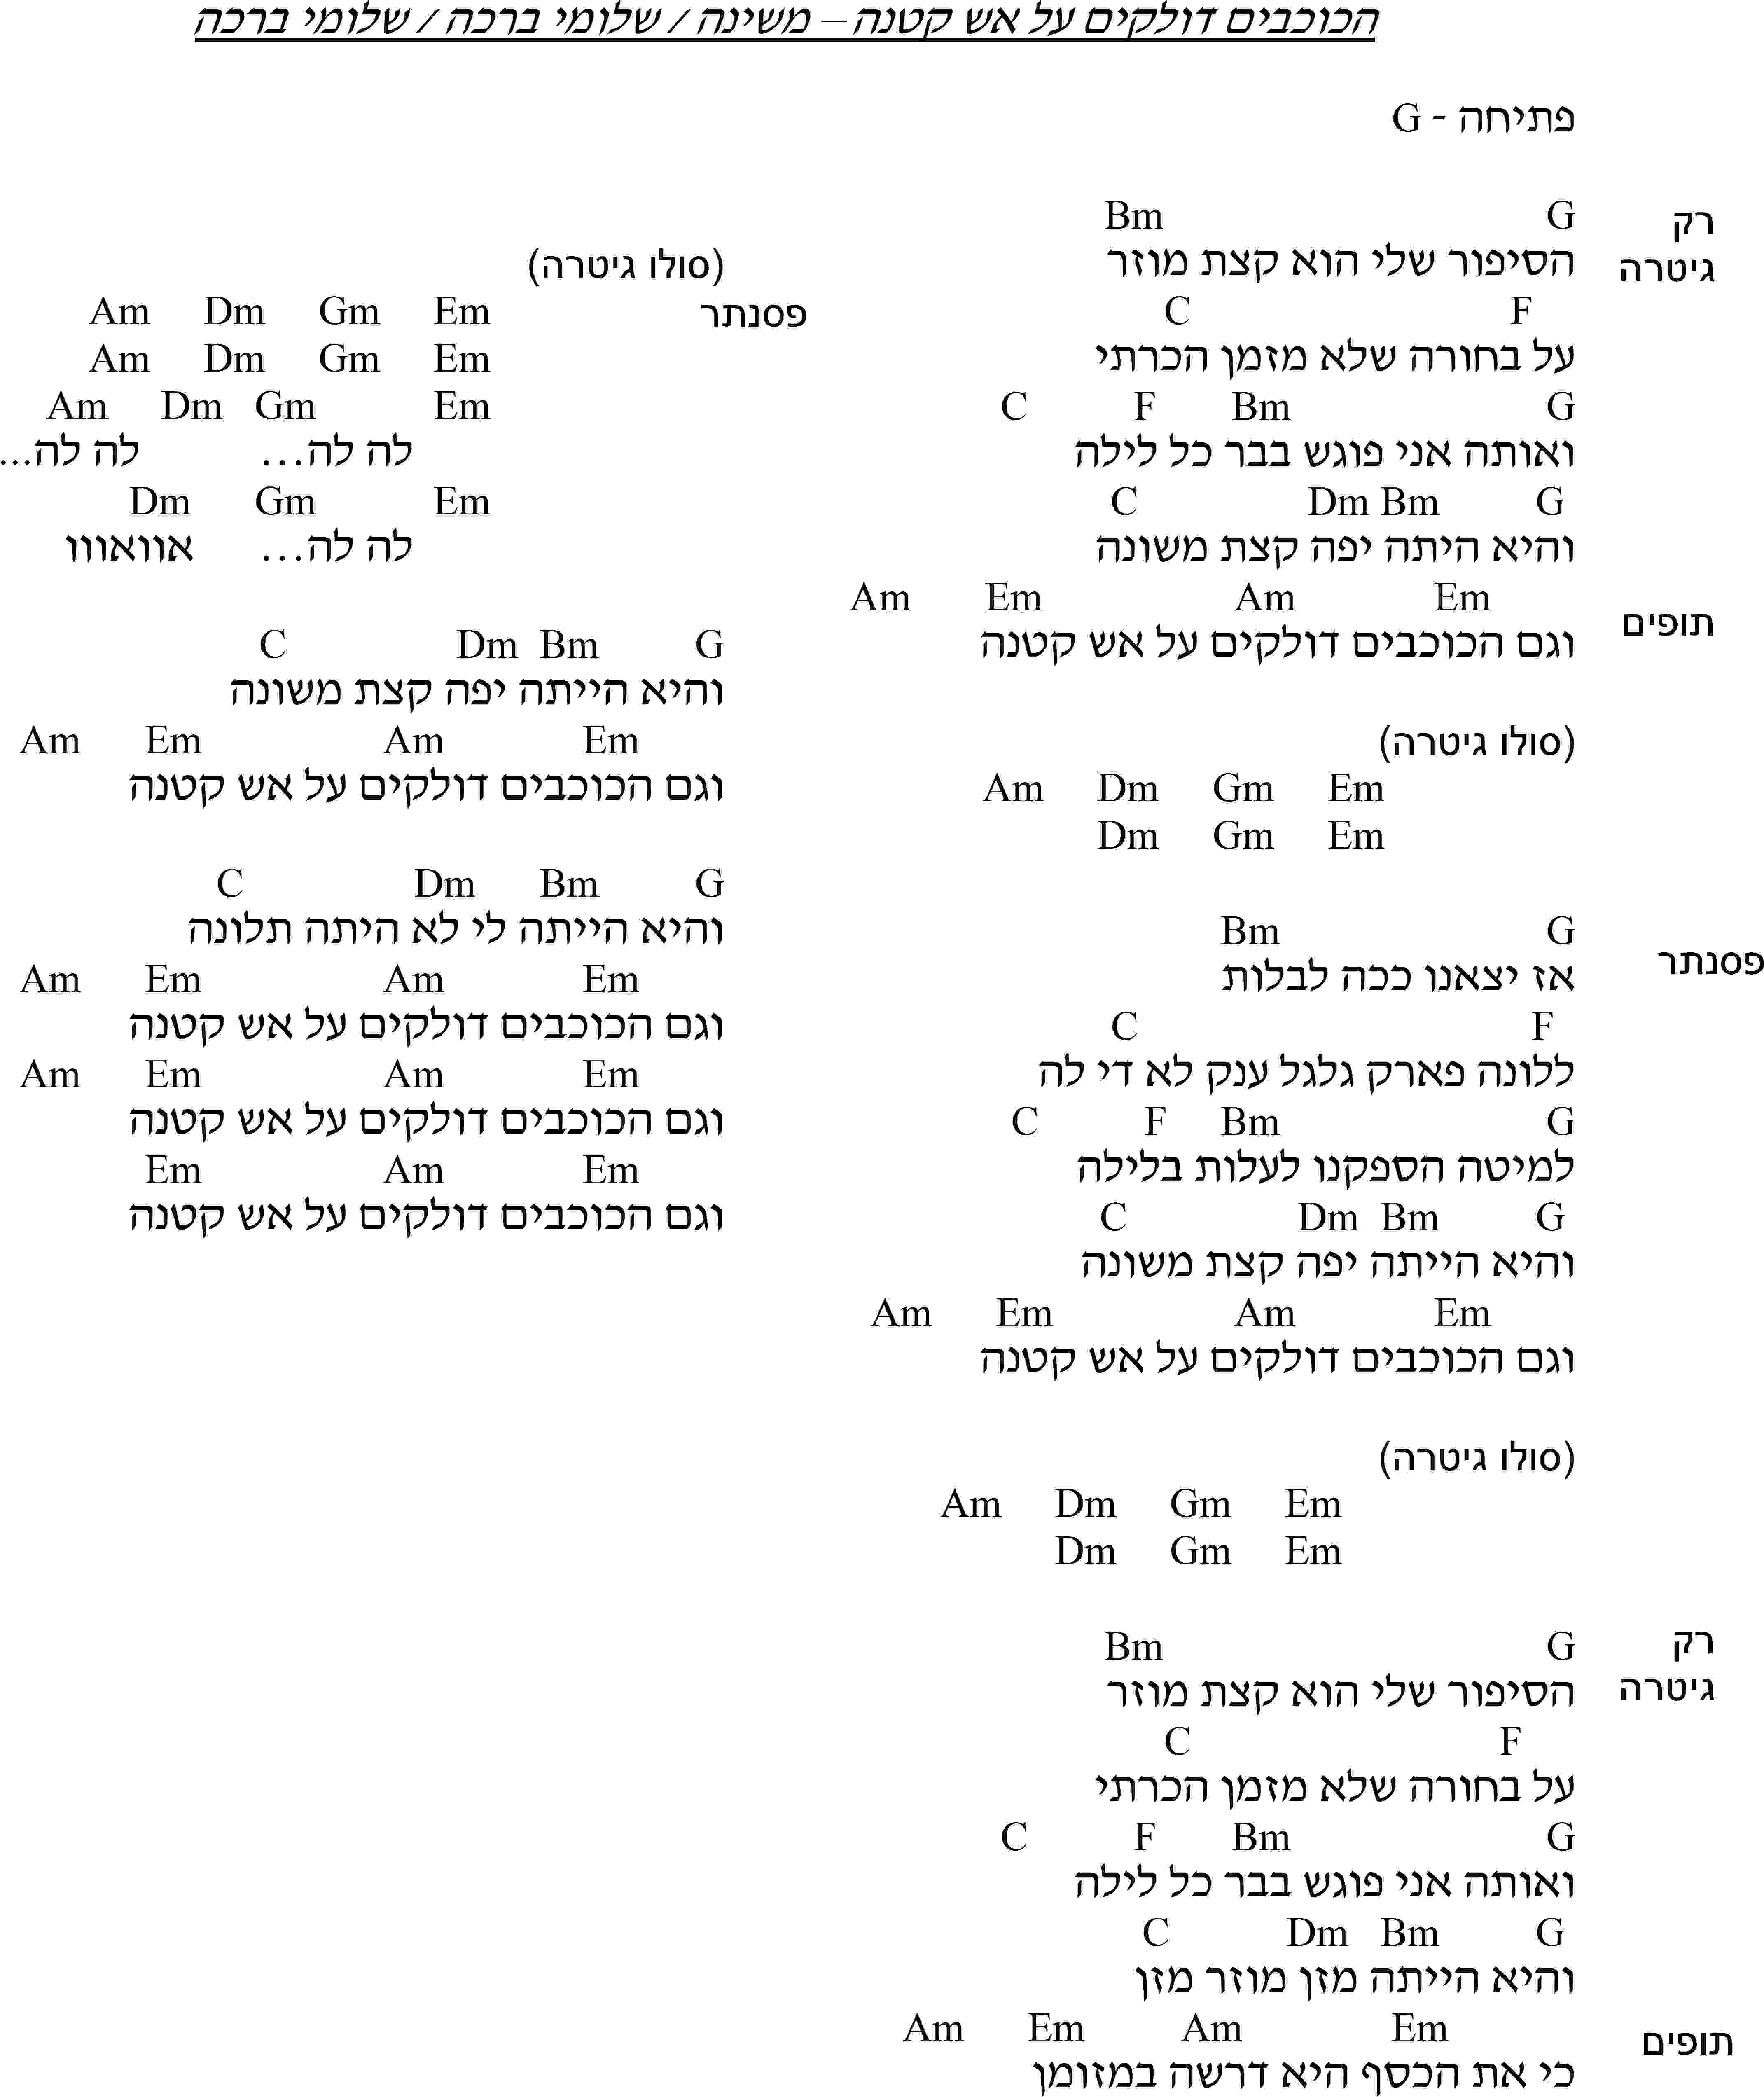 הכוכבים דולקים על אש קטנה – משינה / שלומי ברכה / שלומי ברכה
פתיחה - G
G Bm
רק גיטרה
הסיפור שלי הוא קצת מוזר
F C
על בחורה שלא מזמן הכרתי
G Bm F C
ואותה אני פוגש בבר כל לילה
G Bm Dm C
והיא היתה יפה קצת משונה
Em Am Em Am
תופים
וגם הכוכבים דולקים על אש קטנה
(סולו גיטרה)
Em Gm Dm Am
Em Gm Dm
G Bm
פסנתר
אז יצאנו ככה לבלות
F C
ללונה פארק גלגל ענק לא די לה
G Bm F C
למיטה הספקנו לעלות בלילה
G Bm Dm C
והיא הייתה יפה קצת משונה
Em Am Em Am
וגם הכוכבים דולקים על אש קטנה
(סולו גיטרה)
Em Gm Dm Am
Em Gm Dm
G Bm
רק גיטרה
הסיפור שלי הוא קצת מוזר
F C
על בחורה שלא מזמן הכרתי
G Bm F C
ואותה אני פוגש בבר כל לילה
G Bm Dm C
והיא הייתה מזן מוזר מזן
Em Am Em Am
תופים
כי את הכסף היא דרשה במזומן
(סולו גיטרה)
פסנתר Em Gm Dm Am
Em Gm Dm Am
Em Gm Dm Am
לה לה... לה לה...
Em Gm Dm
לה לה... אוואווו
G Bm Dm C
והיא הייתה יפה קצת משונה
Em Am Em Am
וגם הכוכבים דולקים על אש קטנה
G Bm Dm C
והיא הייתה לי לא היתה תלונה
Em Am Em Am
וגם הכוכבים דולקים על אש קטנה
Em Am Em Am
וגם הכוכבים דולקים על אש קטנה
Em Am Em
וגם הכוכבים דולקים על אש קטנה